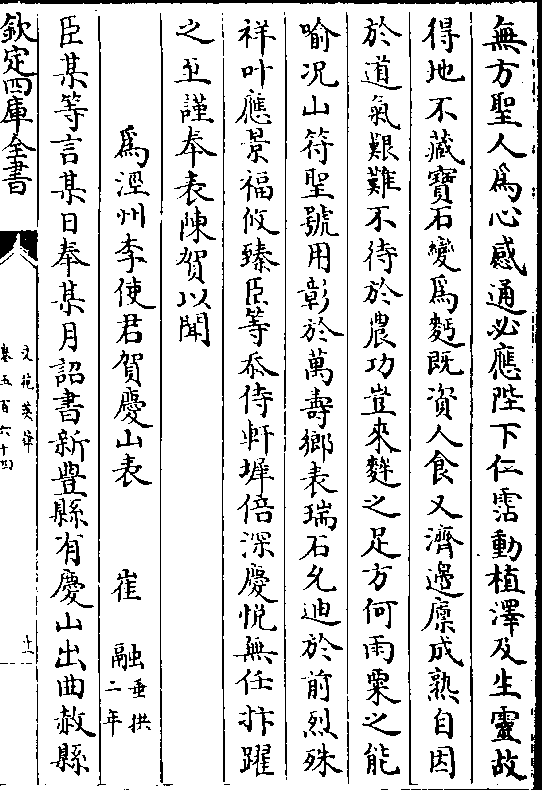 無方聖人為心感通必應陛下仁霑動植澤及生靈故
得地不藏寶石變為麪既資人食又濟邊廪成熟自因
於道氣艱難不待於農功豈来麰之足方何雨粟之能
喻况山符聖號用彰於萬壽鄉表瑞石允迪於前烈殊
祥叶應景福攸臻臣等忝侍軒墀倍深慶悦無任抃躍
之至謹奉表陳賀以聞
為涇州李使君賀慶山表 崔融 垂拱二年
臣某等言某日奉某月詔書新豐縣有慶山出曲赦縣
欽定四庫全書
文苑英華
卷五百六十四